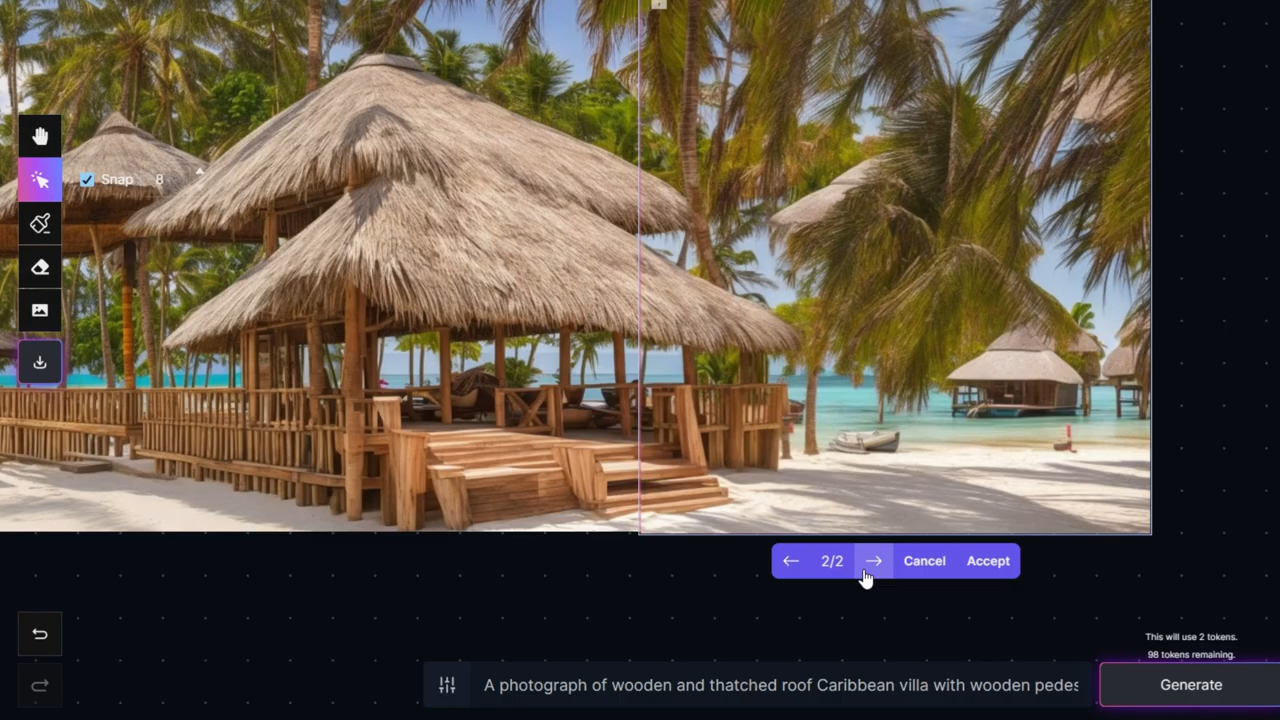 Snap 8
2/2 Cancel Accept
This will use 2 tokens.
98 tokens remaining.
A photograph of wooden and thatched roof Caribbean villa with wooden pedes
Generate